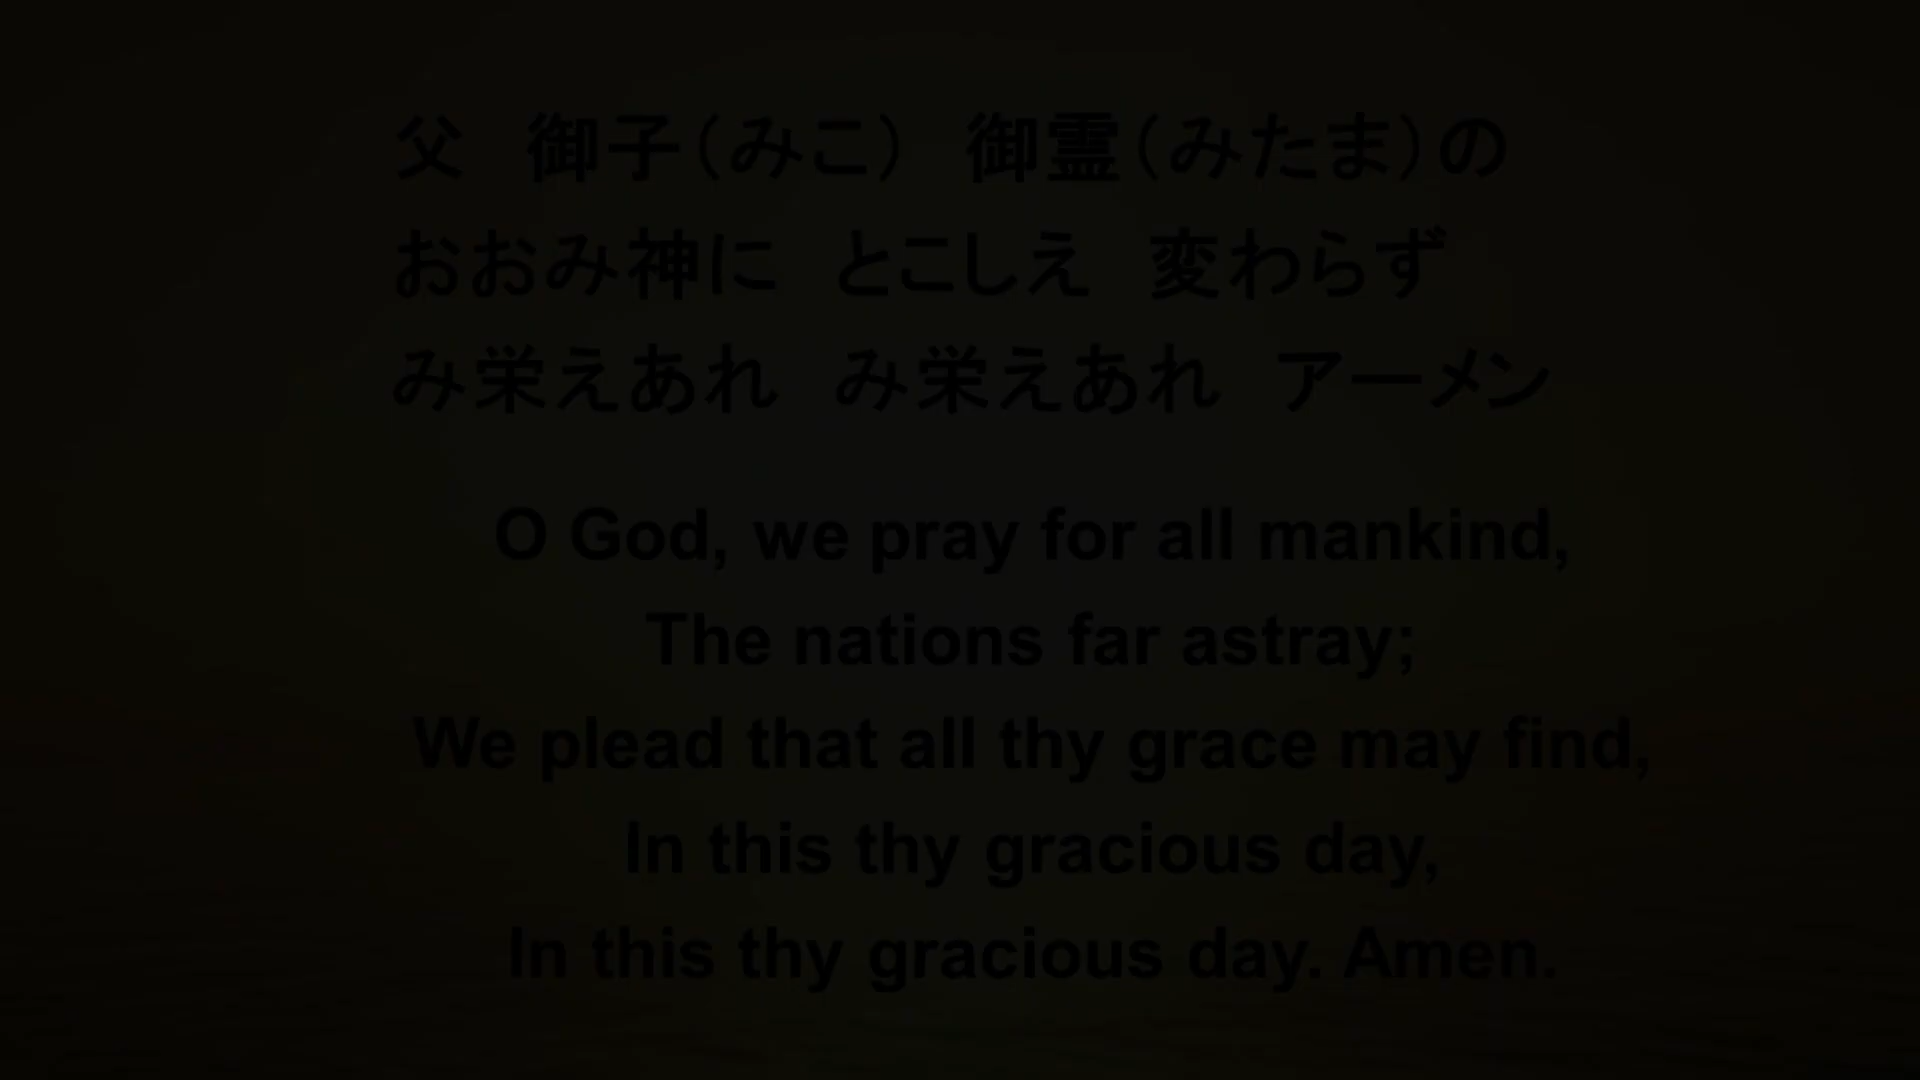 父　御子（みこ）　御霊（みたま）の
おおみ神に　とこしえ　変わらず
み栄えあれ　み栄えあれ　アーメン
O God, we pray for all mankind,
The nations far astray;
We plead that all thy grace may find,
In this thy gracious day,
In this thy gracious day. Amen.